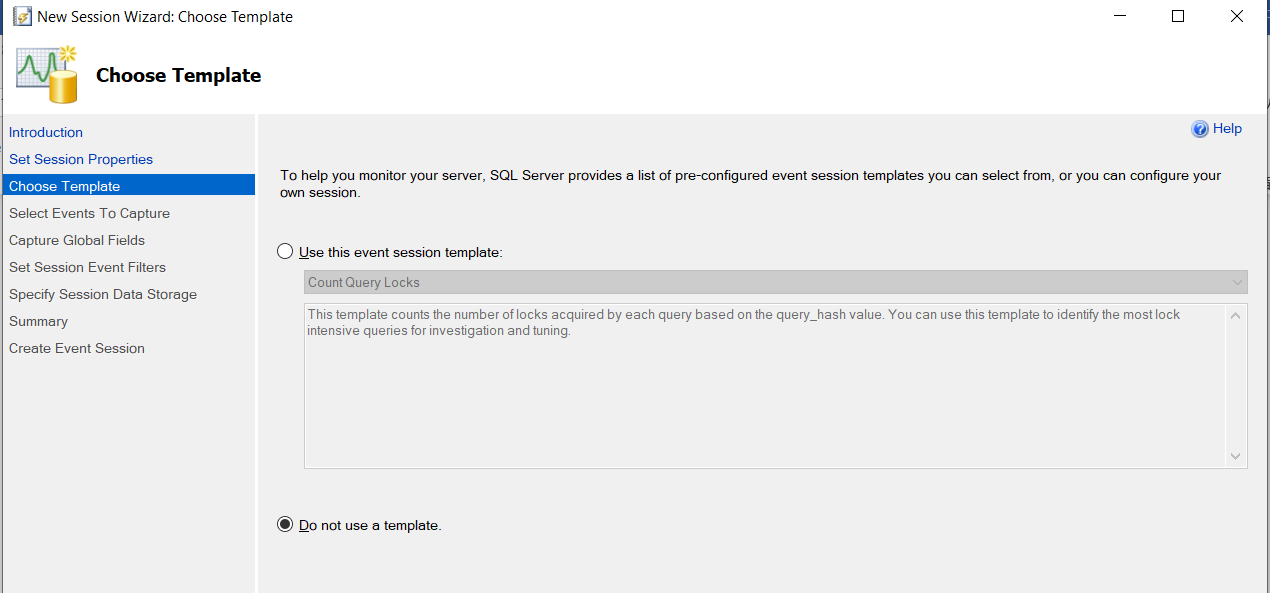 New Session Wizard: Choose Template
Choose Template
Introduction
Set Session Properties
Choose Template
Select Events To Capture
Capture Global Fields
Set Session Event Filters
Specify Session Data Storage
Summary
Create Event Session
Help
To help you monitor your server, SQL Server provides a list of pre-configured event session templates you can select from, or you can configure your
own session.
Use this event session template:
Count Query Locks
This template counts the number of locks acquired by each query based on the query_hash value. You can use this template to identify the most lock
intensive queries for investigation and tuning.
Do not use a template.